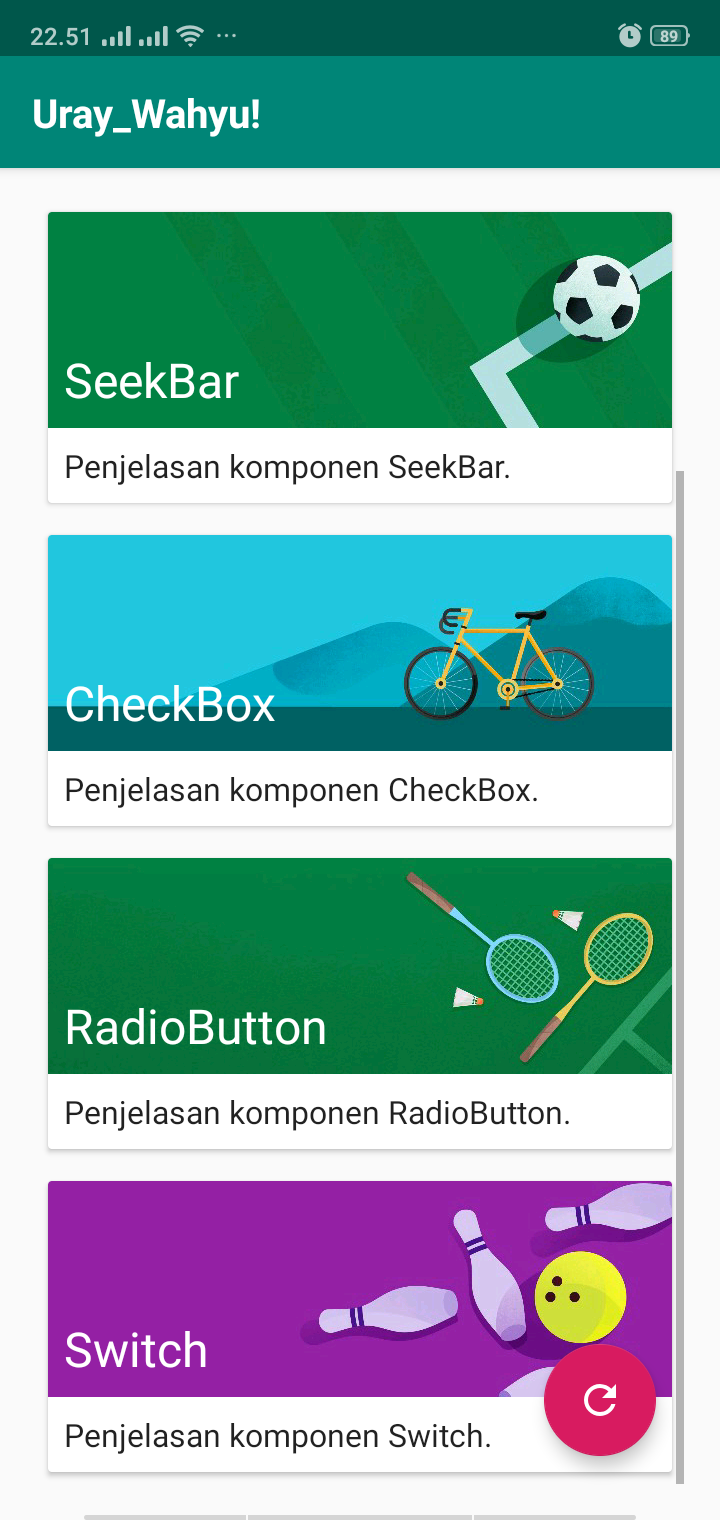 22.51
89
Uray_Wahyu!
SeekBar
Penjelasan komponen SeekBar.
CheckBox
Penjelasan komponen CheckBox.
RadioButton
Penjelasan komponen RadioButton.
Switch
Penjelasan komponen Switch.